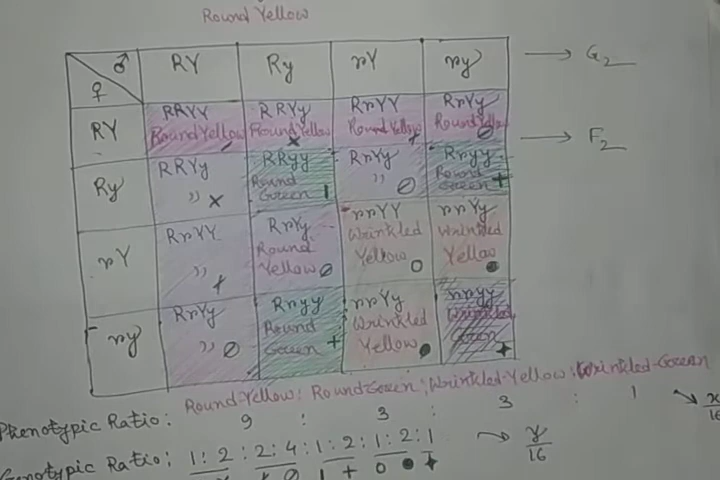 Round Yellow
♂ RY Ry rY ry → G2
♀
RY RRYY RRYy RrYY RrYy
Round Yellow Round Yellow Round Yellow Round Yellow → F2
Ry RRYy RRyy RrYy Rryy
" Round Green " Round Green
rY RrYY RrYy rrYY rrYy
" Round Yellow Wrinkled Yellow Wrinkled Yellow
ry RrYy Rryy rrYy rryy
" Round Green Wrinkled Yellow Wrinkled Green
Round Yellow : Round Green : Wrinkled-Yellow : Wrinkled-Green
Phenotypic Ratio : 9 : 3 : 3 : 1 → x/16
Genotypic Ratio : 1 : 2 : 2 : 4 : 1 : 2 : 1 : 2 : 1 → y/16